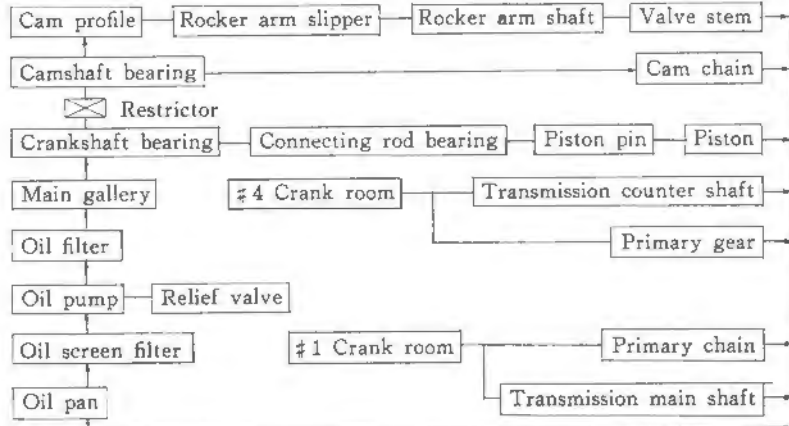 Cam profile Rocker arm slipper Rocker arm shaft Valve stem
Camshaft bearing Cam chain
Restrictor
Crankshaft bearing Connecting rod bearing Piston pin Piston
Main gallery ♯4 Crank room Transmission counter shaft
Oil filter Primary gear
Oil pump Relief valve
Oil screen filter ♯1 Crank room Primary chain
Oil pan Transmission main shaft